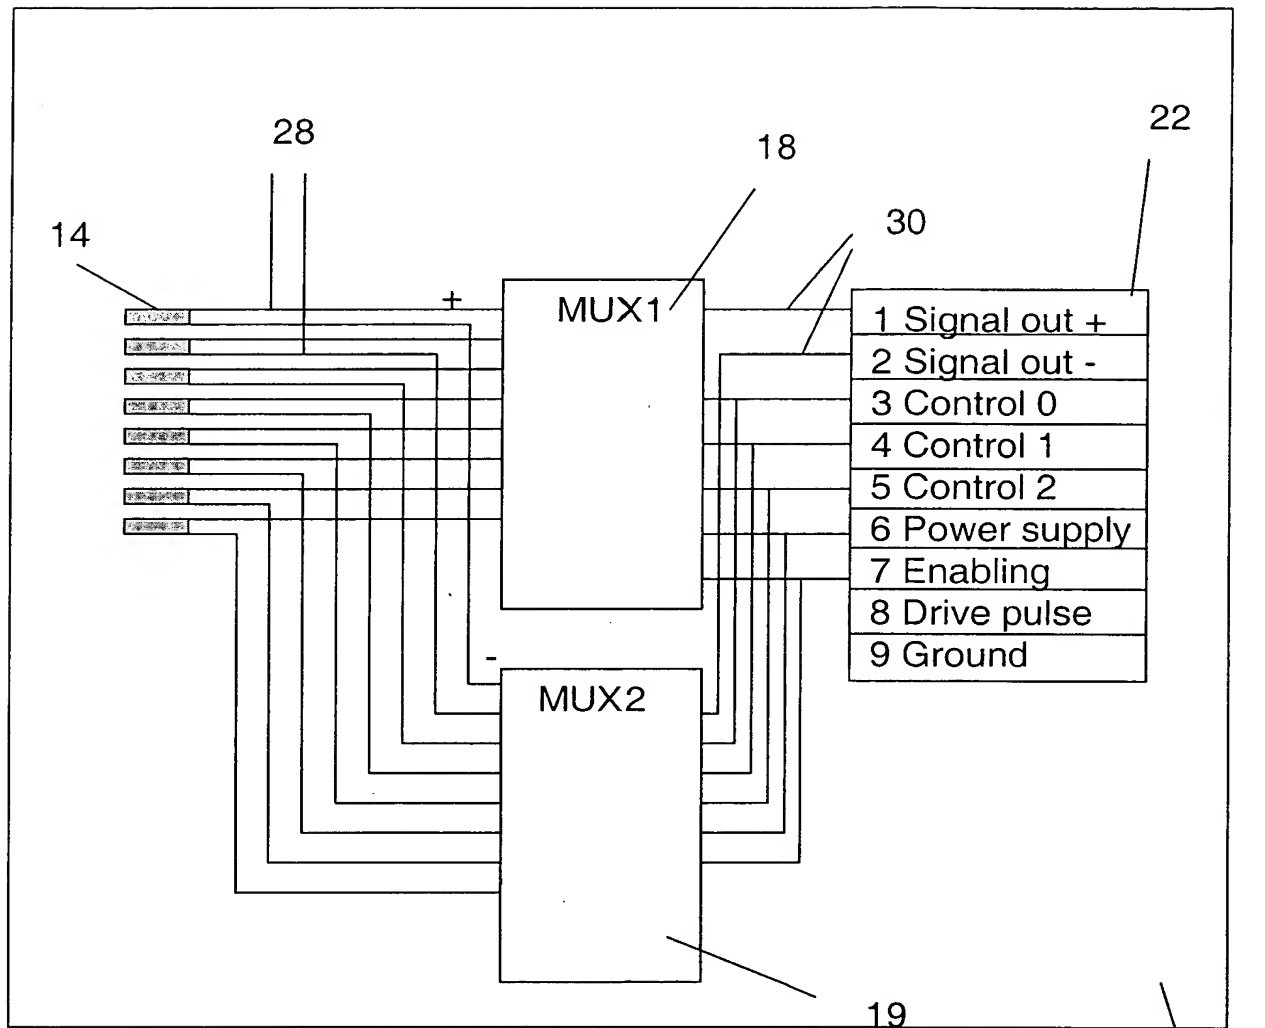 28
22
18
30
14
+
MUX1
1 Signal out +
2 Signal out -
3 Control 0
4 Control 1
5 Control 2
6 Power supply
7 Enabling
8 Drive pulse
9 Ground
-
MUX2
19